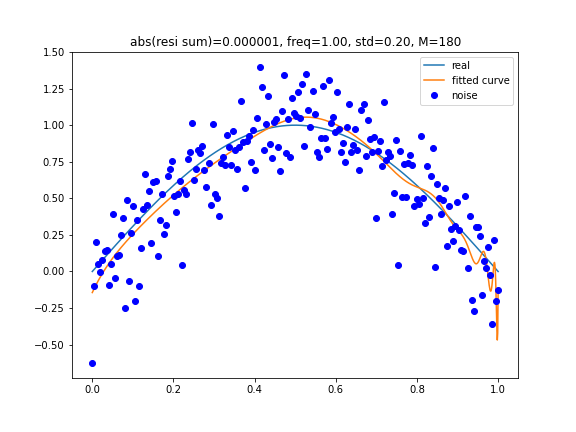 abs(resi sum)=0.000001, freq=1.00, std=0.20, M=180
real
fitted curve
noise
1.50
1.25
1.00
0.75
0.50
0.25
0.00
−0.25
−0.50
0.0 0.2 0.4 0.6 0.8 1.0